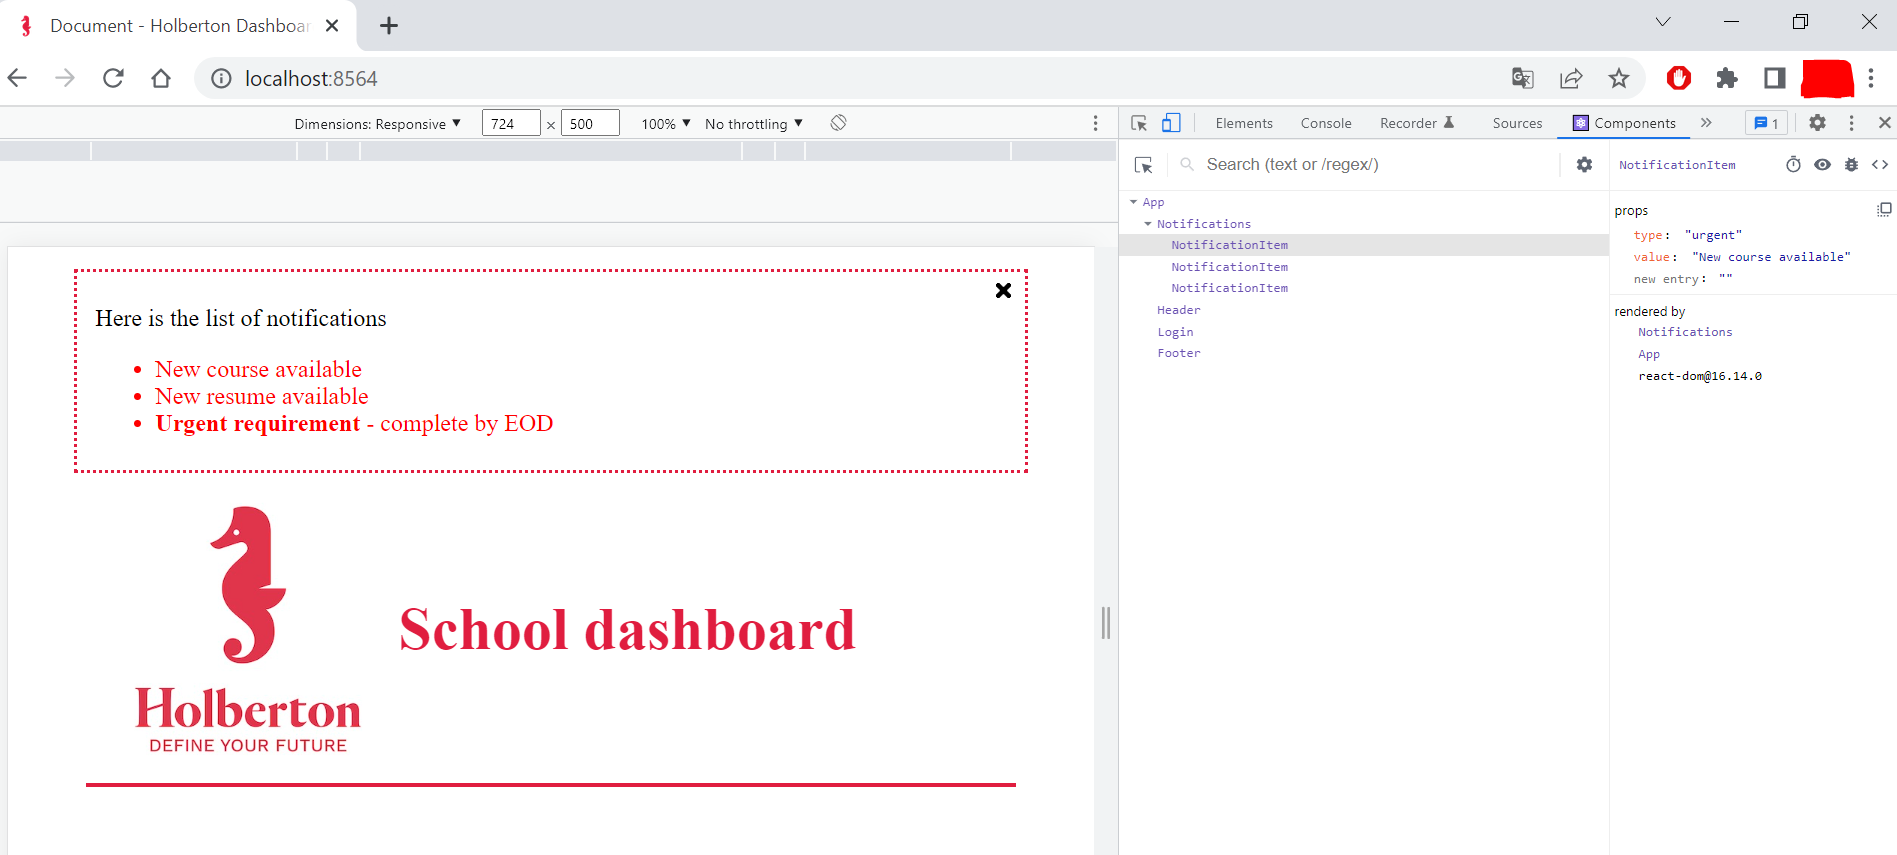 Document - Holberton Dashboar
localhost:8564
Dimensions: Responsive 724 × 500 100% No throttling
Elements Console Recorder Sources Components » 1
Search (text or /regex/)
NotificationItem
App
Notifications
NotificationItem
NotificationItem
NotificationItem
Header
Login
Footer
props
type: "urgent"
value: "New course available"
new entry: ""
rendered by
Notifications
App
react-dom@16.14.0
Here is the list of notifications
New course available
New resume available
Urgent requirement - complete by EOD
School dashboard
Holberton
DEFINE YOUR FUTURE